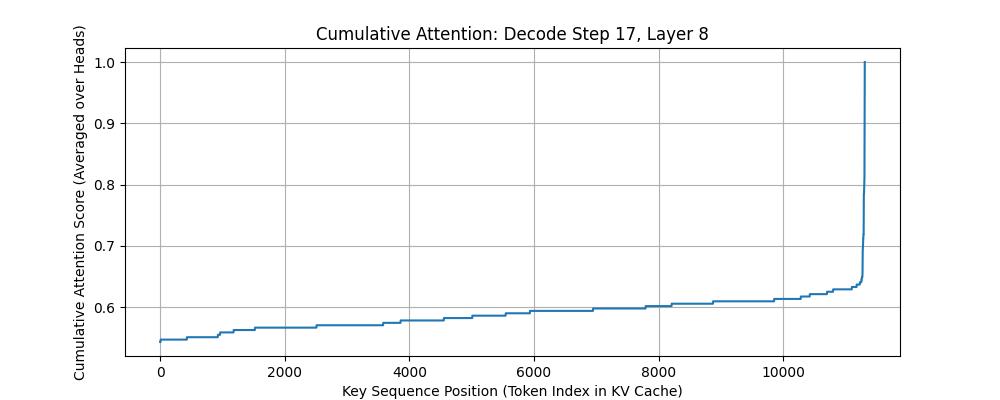 Cumulative Attention: Decode Step 17, Layer 8
Cumulative Attention Score (Averaged over Heads)
1.0
0.9
0.8
0.7
0.6
0 2000 4000 6000 8000 10000
Key Sequence Position (Token Index in KV Cache)